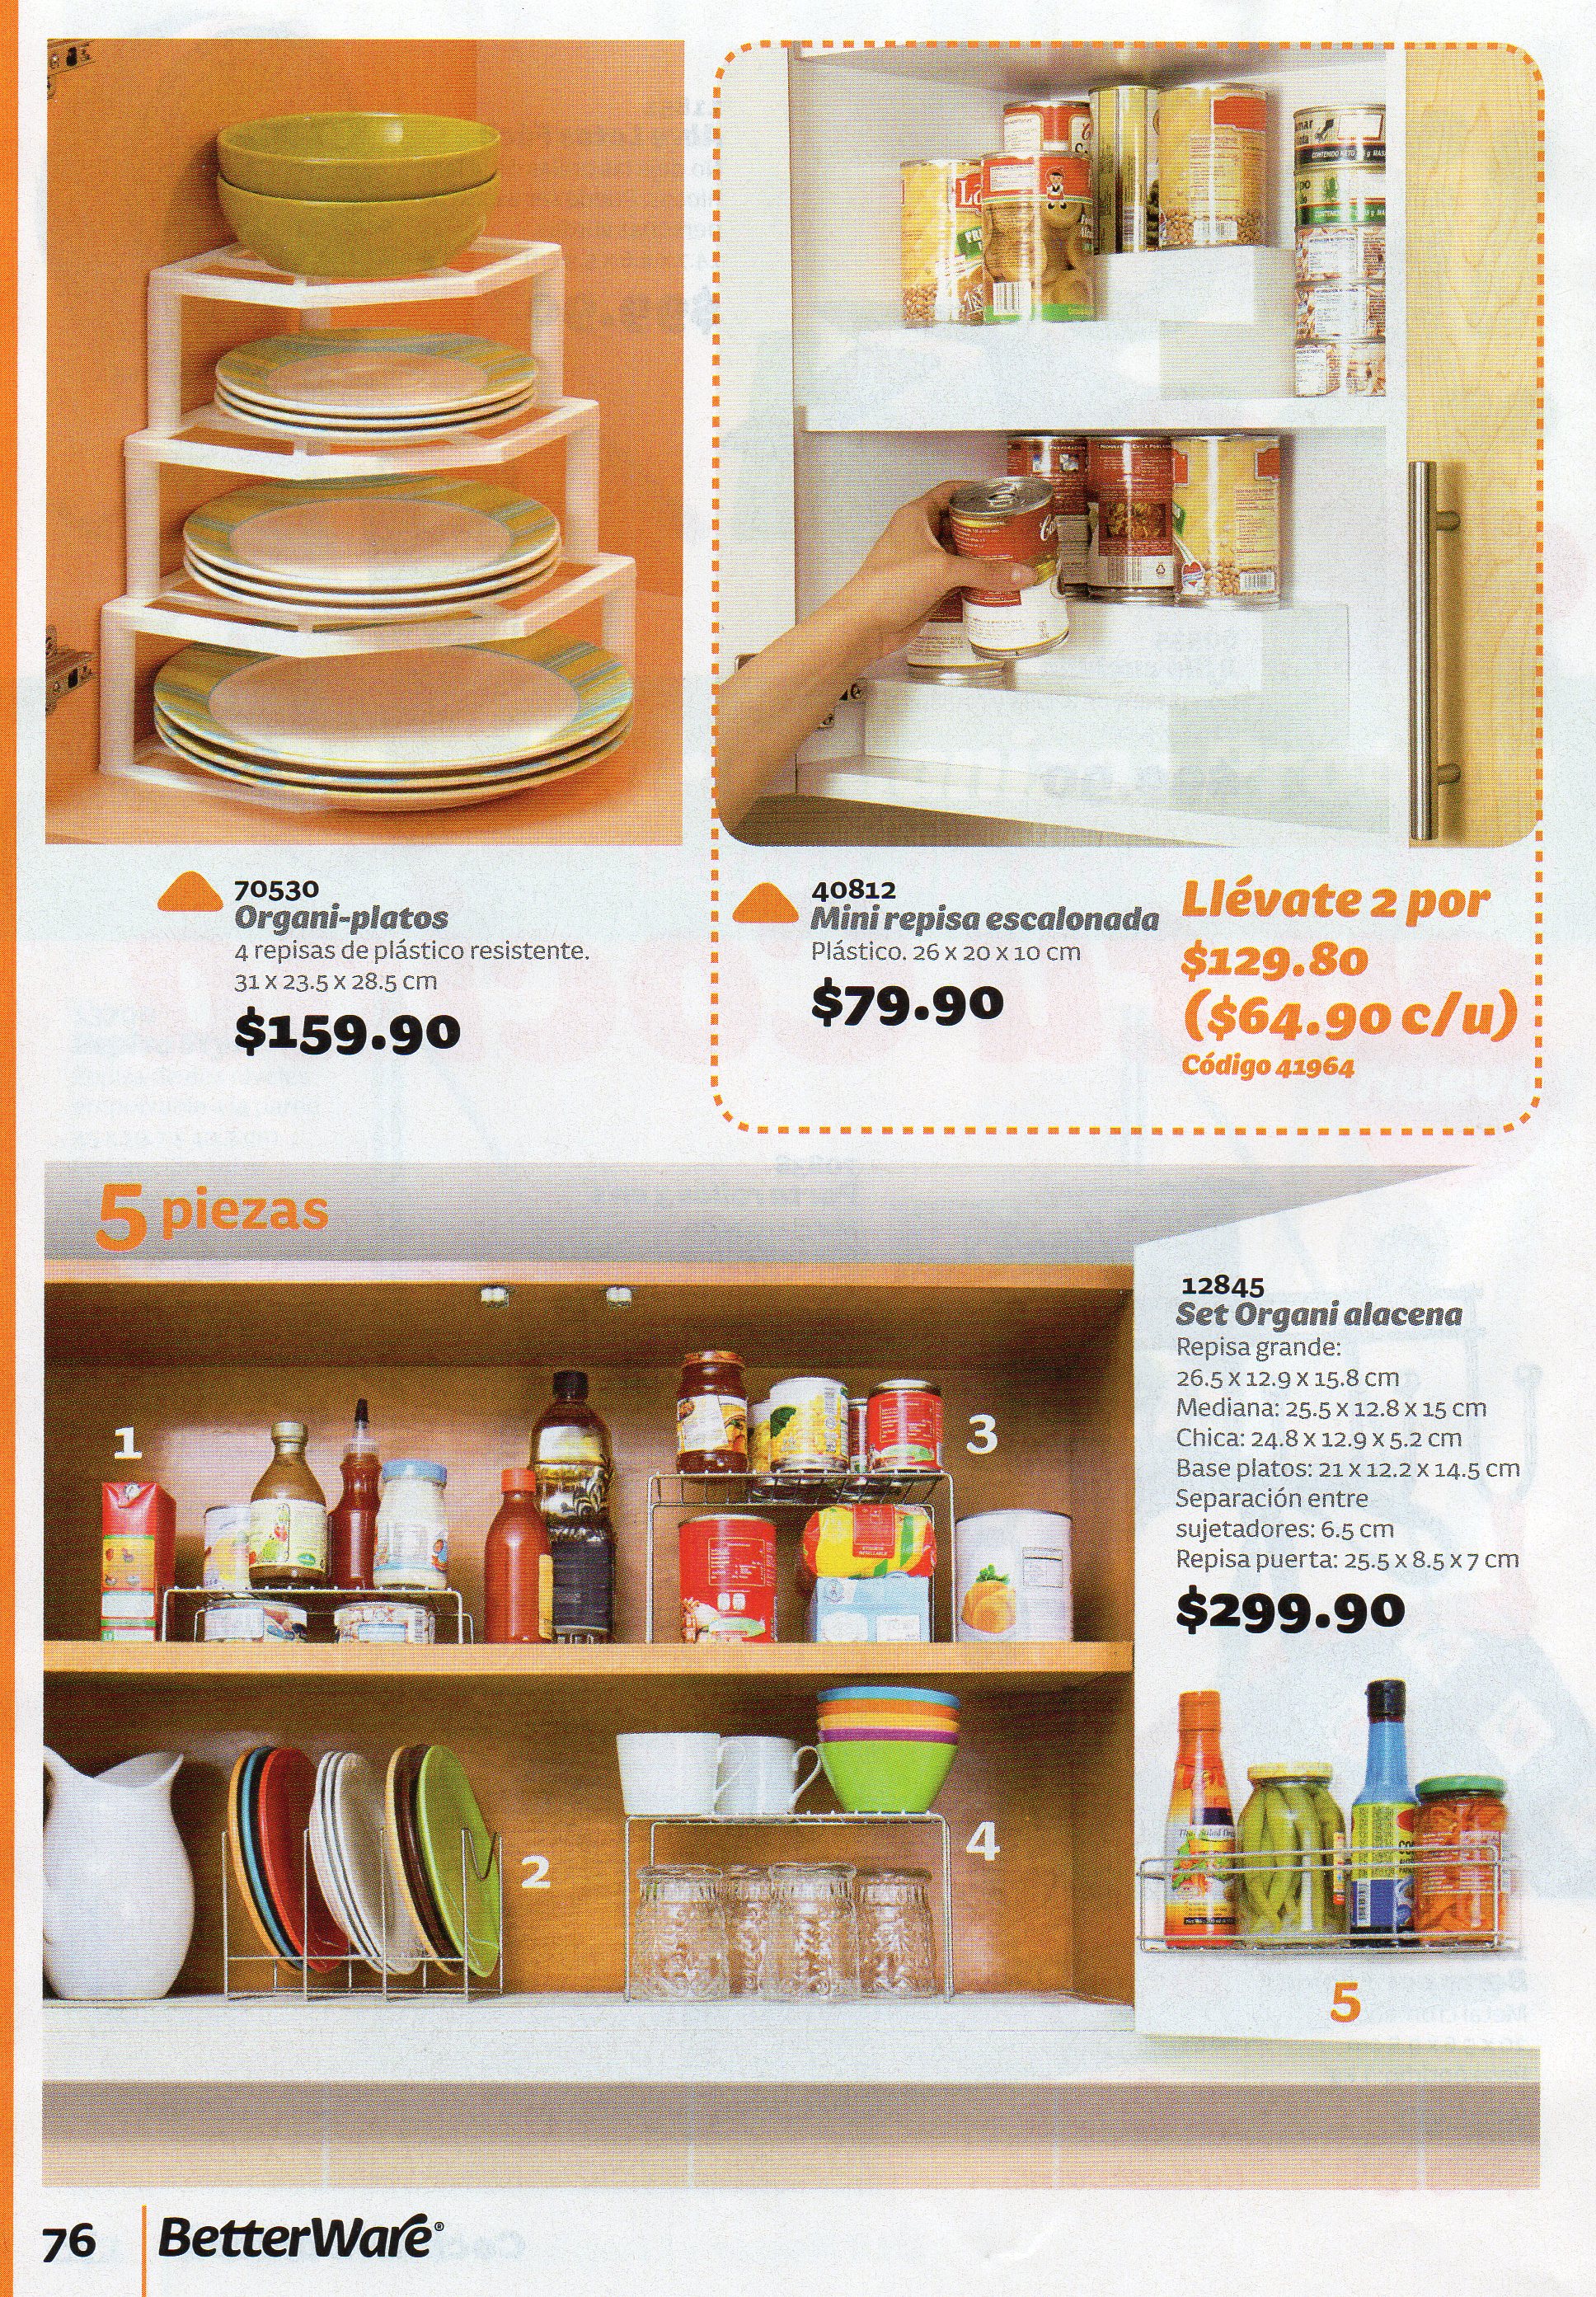 70530
Organi-platos
4 repisas de plástico resistente.
31 x 23.5 x 28.5 cm
$159.90
40812
Mini repisa escalonada
Plástico. 26 x 20 x 10 cm
$79.90
Llévate 2 por
$129.80
($64.90 c/u)
Código 41964
5 piezas
1
3
2
4
12845
Set Organi alacena
Repisa grande:
26.5 x 12.9 x 15.8 cm
Mediana: 25.5 x 12.8 x 15 cm
Chica: 24.8 x 12.9 x 5.2 cm
Base platos: 21 x 12.2 x 14.5 cm
Separación entre
sujetadores: 6.5 cm
Repisa puerta: 25.5 x 8.5 x 7 cm
$299.90
5
76
BetterWare®